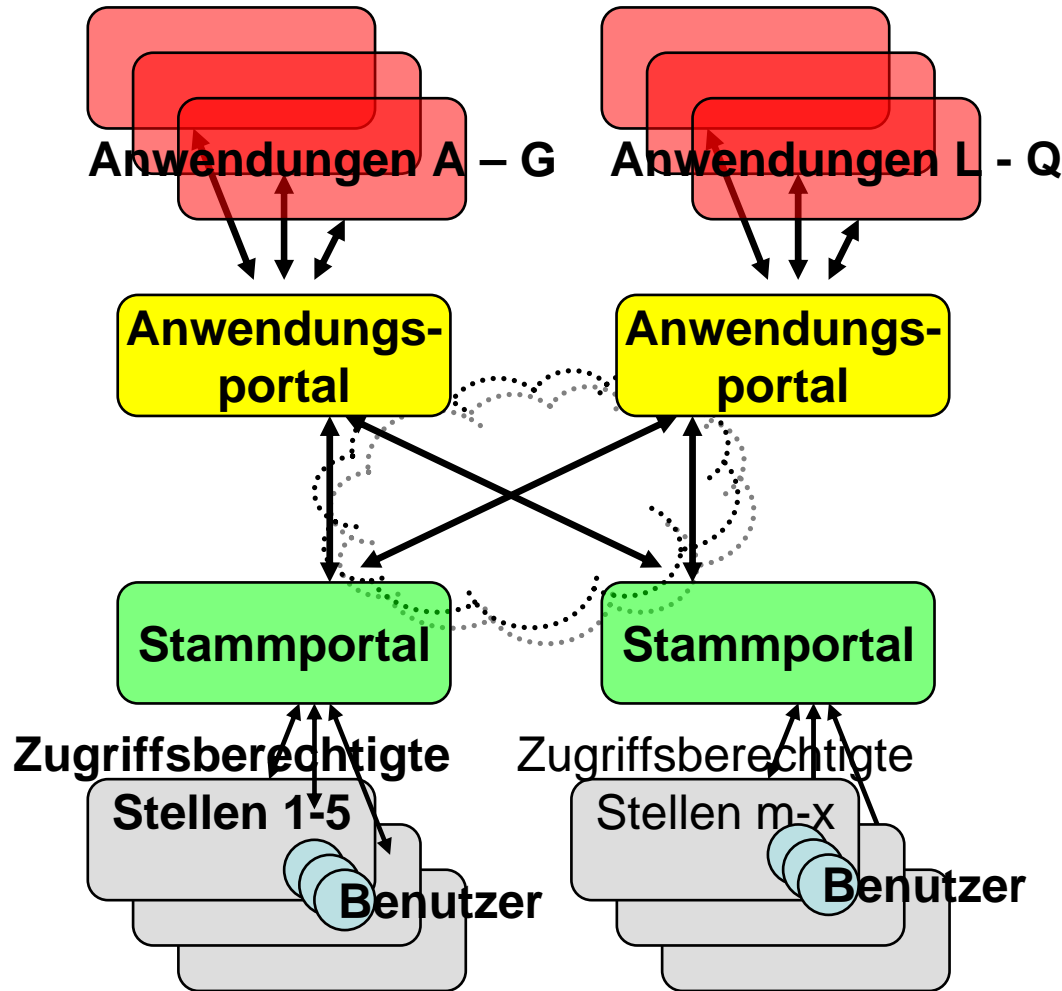 Anwendungen A – G
Anwendungen L - Q
Anwendungs-
portal
Anwendungs-
portal
Stammportal
Stammportal
Zugriffsberechtigte
Stellen 1-5
Zugriffsberechtigte
Stellen m-x
Benutzer
Benutzer